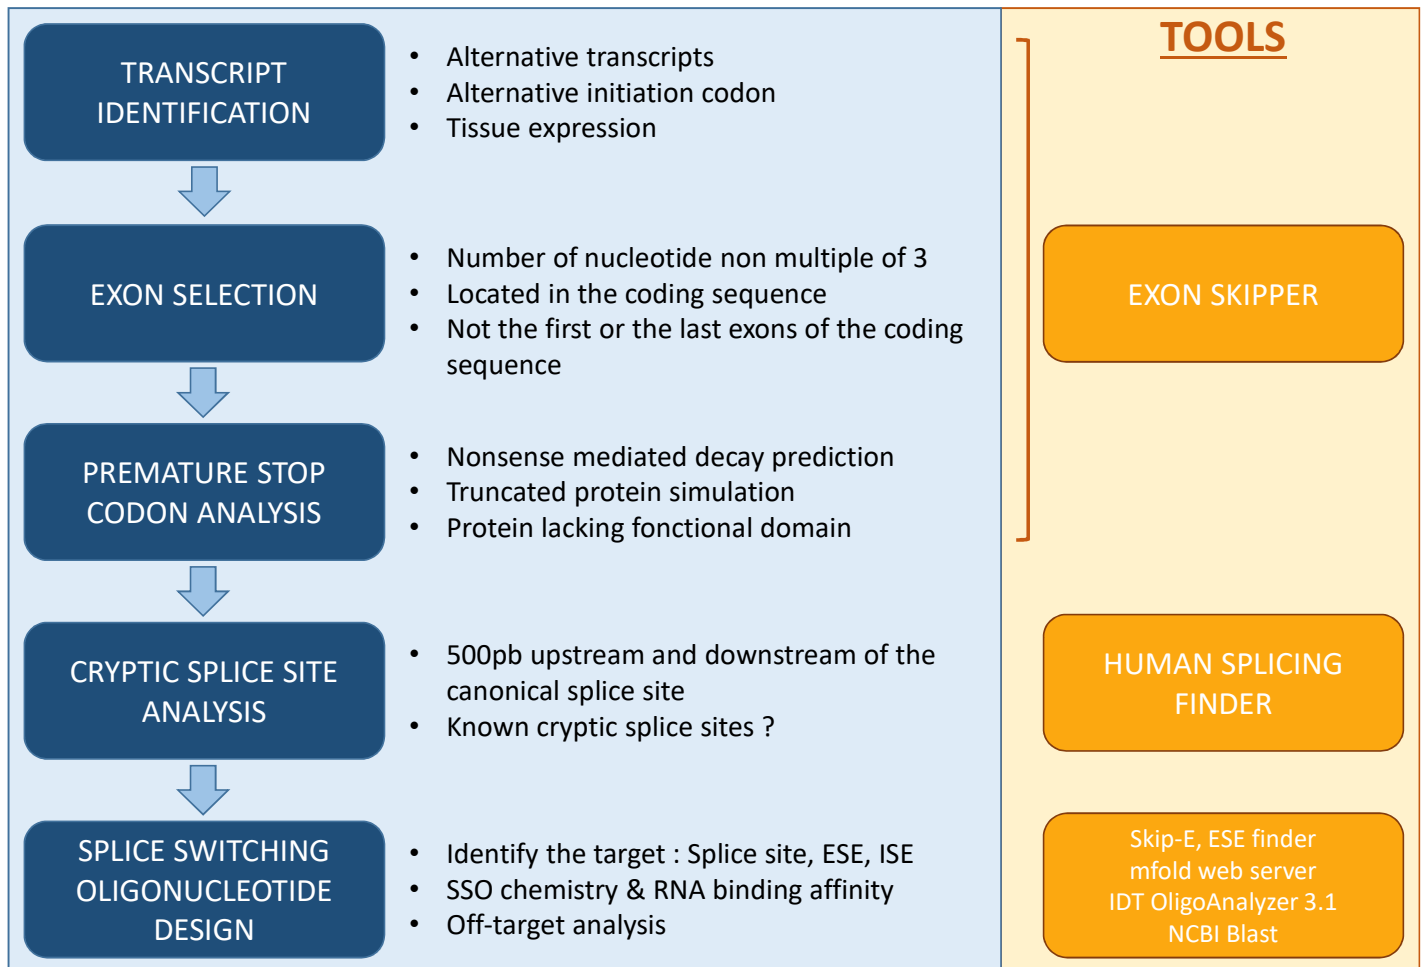 TOOLS
TRANSCRIPT
IDENTIFICATION
• Alternative transcripts
• Alternative initiation codon
• Tissue expression
EXON SELECTION
• Number of nucleotide non multiple of 3
• Located in the coding sequence
• Not the first or the last exons of the coding
sequence
EXON SKIPPER
PREMATURE STOP
CODON ANALYSIS
• Nonsense mediated decay prediction
• Truncated protein simulation
• Protein lacking fonctional domain
CRYPTIC SPLICE SITE
ANALYSIS
• 500pb upstream and downstream of the
canonical splice site
• Known cryptic splice sites ?
HUMAN SPLICING
FINDER
SPLICE SWITCHING
OLIGONUCLEOTIDE
DESIGN
• Identify the target : Splice site, ESE, ISE
• SSO chemistry & RNA binding affinity
• Off-target analysis
Skip-E, ESE finder
mfold web server
IDT OligoAnalyzer 3.1
NCBI Blast